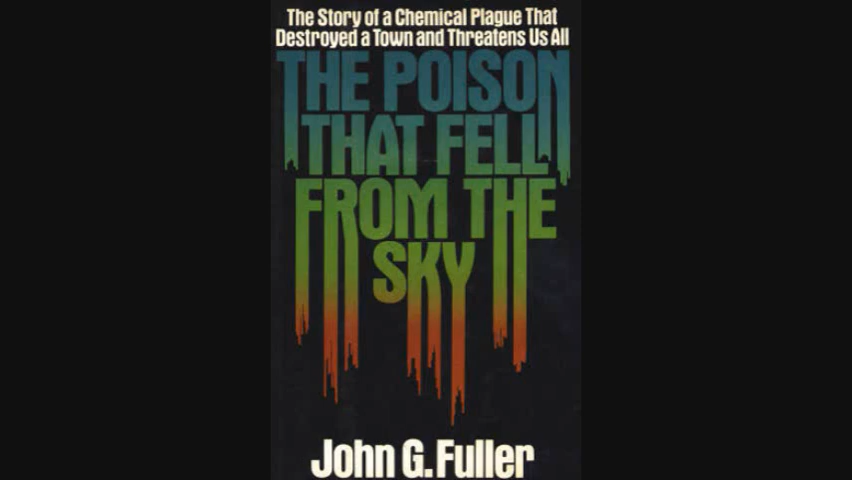 The Story of a Chemical Plague That
Destroyed a Town and Threatens Us All
THE POISON
THAT FELL
FROM THE
SKY
John G. Fuller